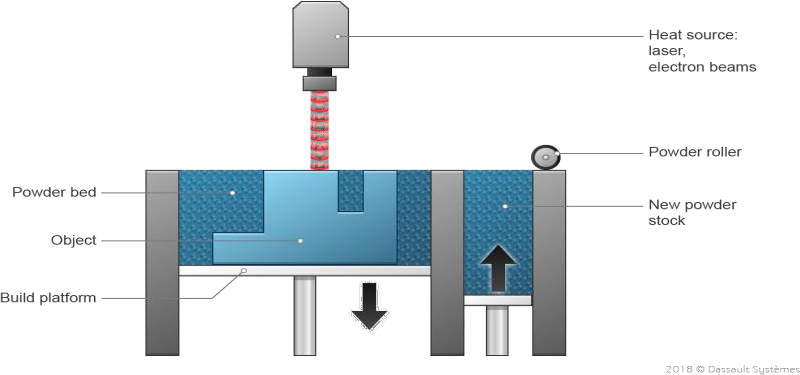 Heat source:
laser,
electron beams
Powder roller
Powder bed
New powder
stock
Object
Build platform
2018 © Dassault Systèmes